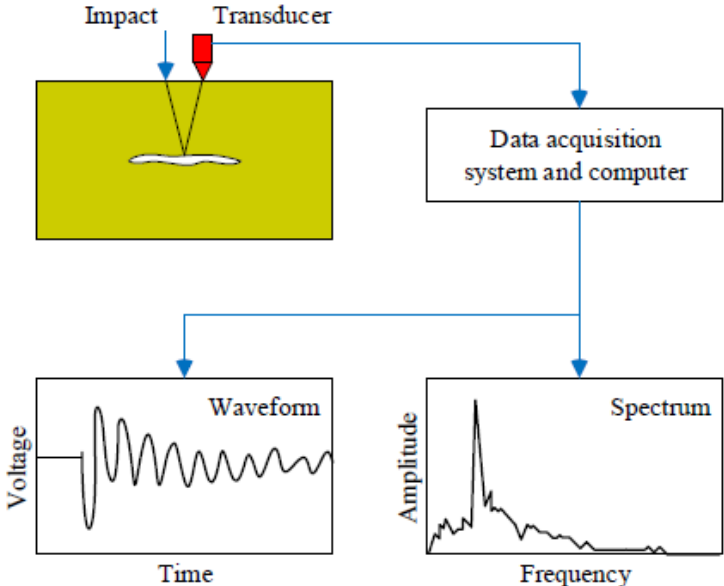 Impact
Transducer
Data acquisition
system and computer
Waveform
Voltage
Time
Spectrum
Amplitude
Frequency